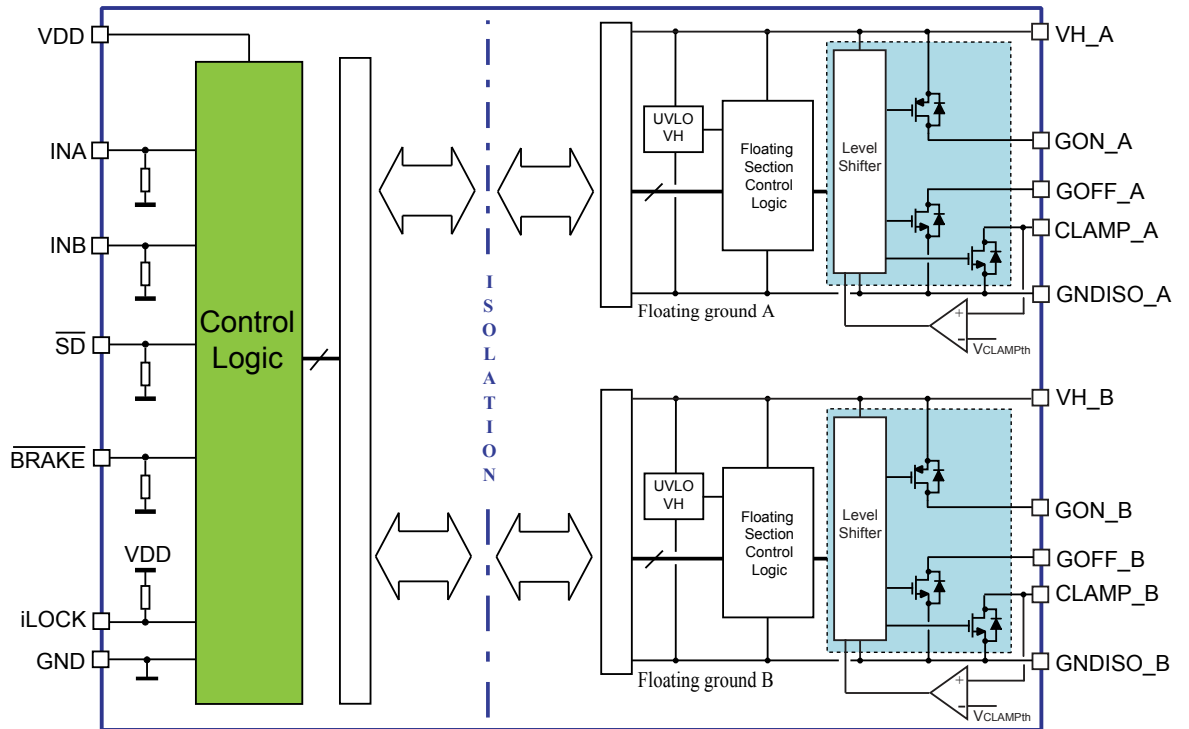 VDD
INA
INB
SD
BRAKE
VDD
iLOCK
GND
Control
Logic
ISOLATION
UVLO
VH
Floating
Section
Control
Logic
Level
Shifter
Floating ground A
VCLAMPth
VH_A
GON_A
GOFF_A
CLAMP_A
GNDISO_A
UVLO
VH
Floating
Section
Control
Logic
Level
Shifter
Floating ground B
VCLAMPth
VH_B
GON_B
GOFF_B
CLAMP_B
GNDISO_B